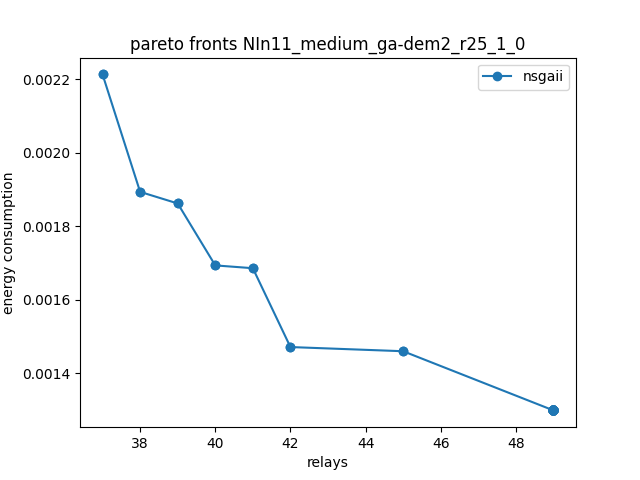 pareto fronts NIn11_medium_ga-dem2_r25_1_0
nsgaii
energy consumption
0.0022
0.0020
0.0018
0.0016
0.0014
38 40 42 44 46 48
relays